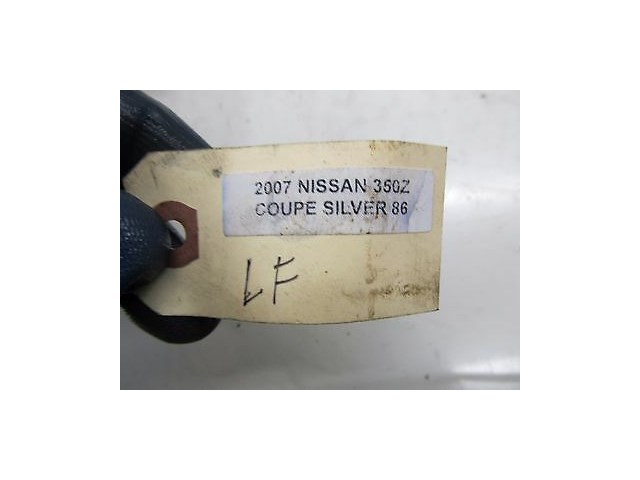 2007 NISSAN 350Z
COUPE SILVER 86
LF